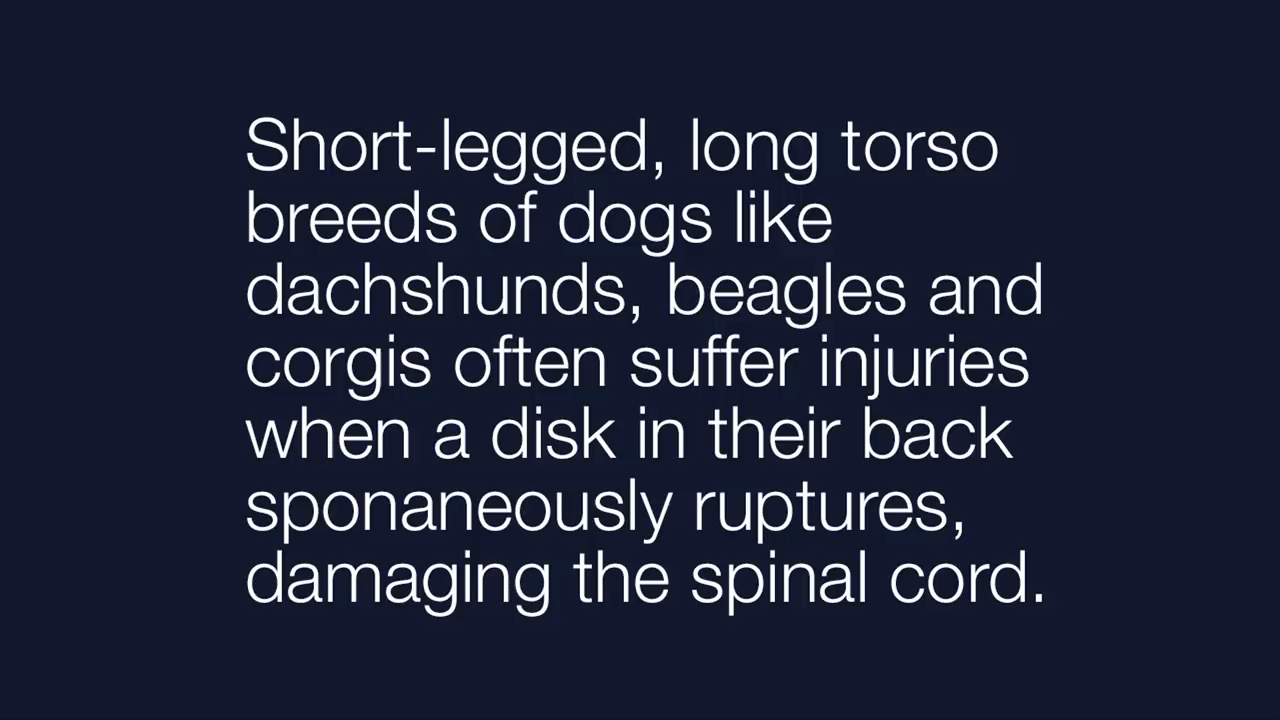 Short-legged, long torso
breeds of dogs like
dachshunds, beagles and
corgis often suffer injuries
when a disk in their back
sponaneously ruptures,
damaging the spinal cord.